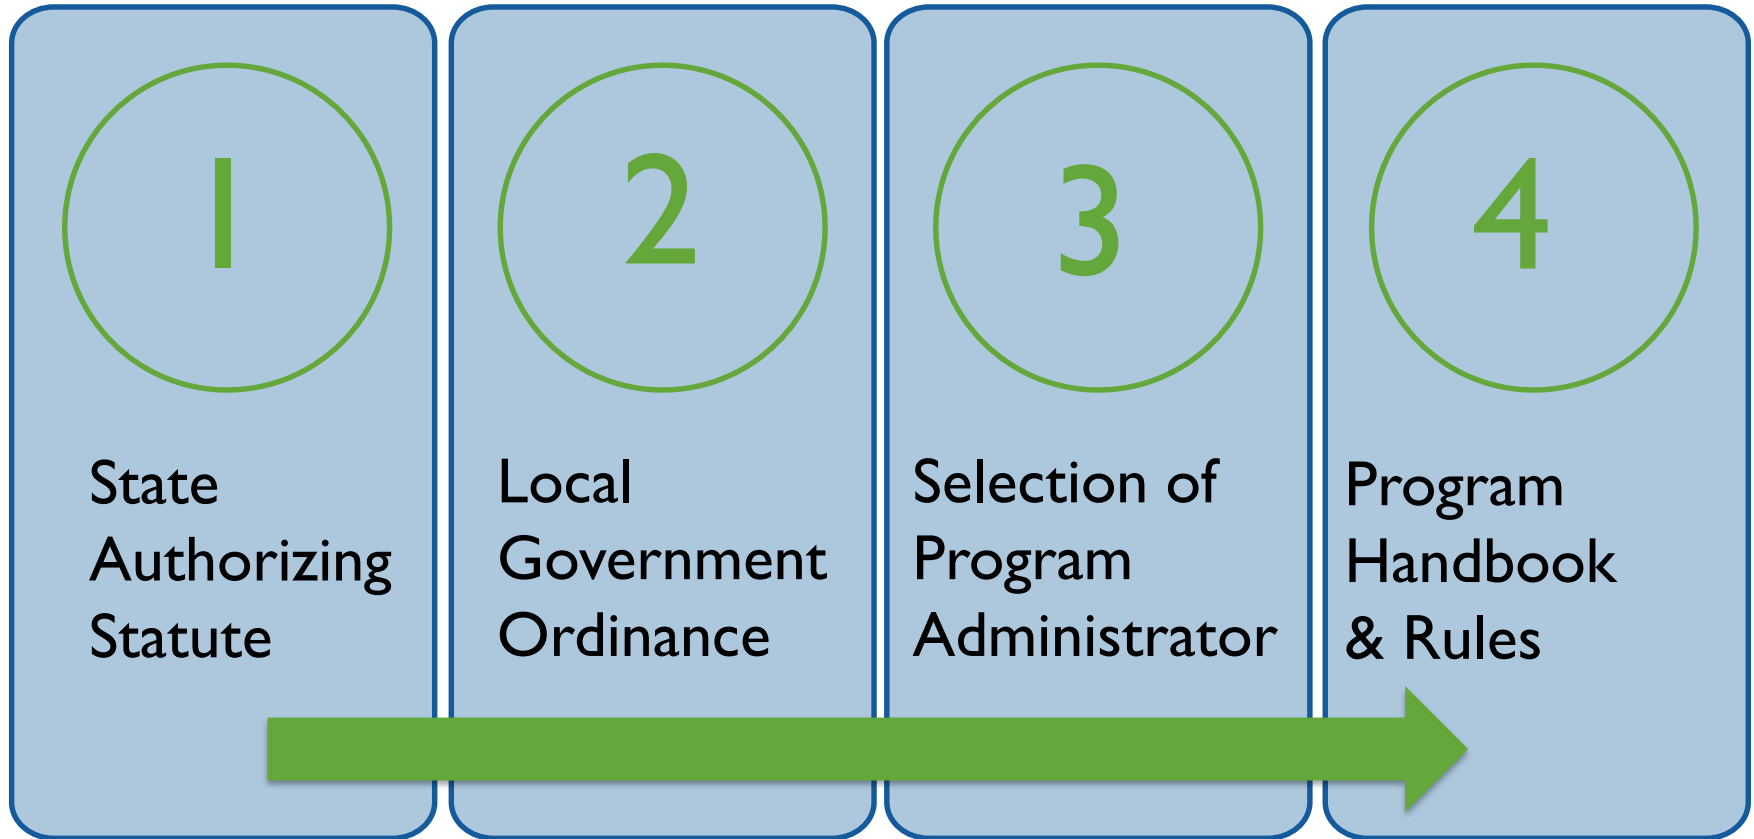 1
State
Authorizing
Statute
2
Local
Government
Ordinance
3
Selection of
Program
Administrator
4
Program
Handbook
& Rules